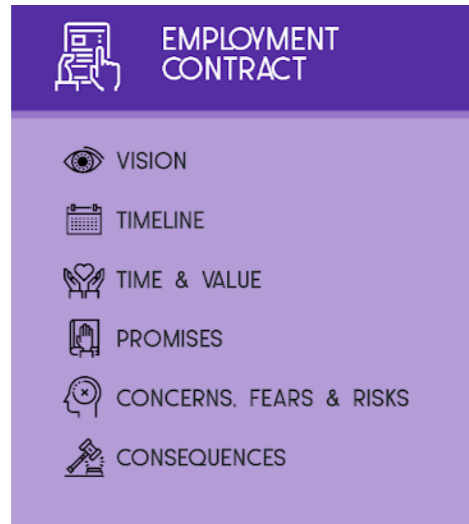 EMPLOYMENT
CONTRACT
VISION
TIMELINE
TIME & VALUE
PROMISES
CONCERNS, FEARS & RISKS
CONSEQUENCES